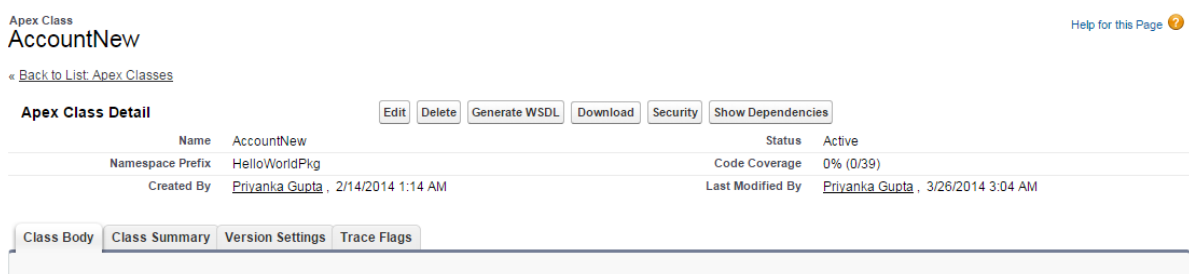 Apex Class
AccountNew
Help for this Page ?
« Back to List: Apex Classes
Apex Class Detail
Edit Delete Generate WSDL Download Security Show Dependencies
Name AccountNew Status Active
Namespace Prefix HelloWorldPkg Code Coverage 0% (0/39)
Created By Priyanka Gupta , 2/14/2014 1:14 AM Last Modified By Priyanka Gupta , 3/26/2014 3:04 AM
Class Body Class Summary Version Settings Trace Flags